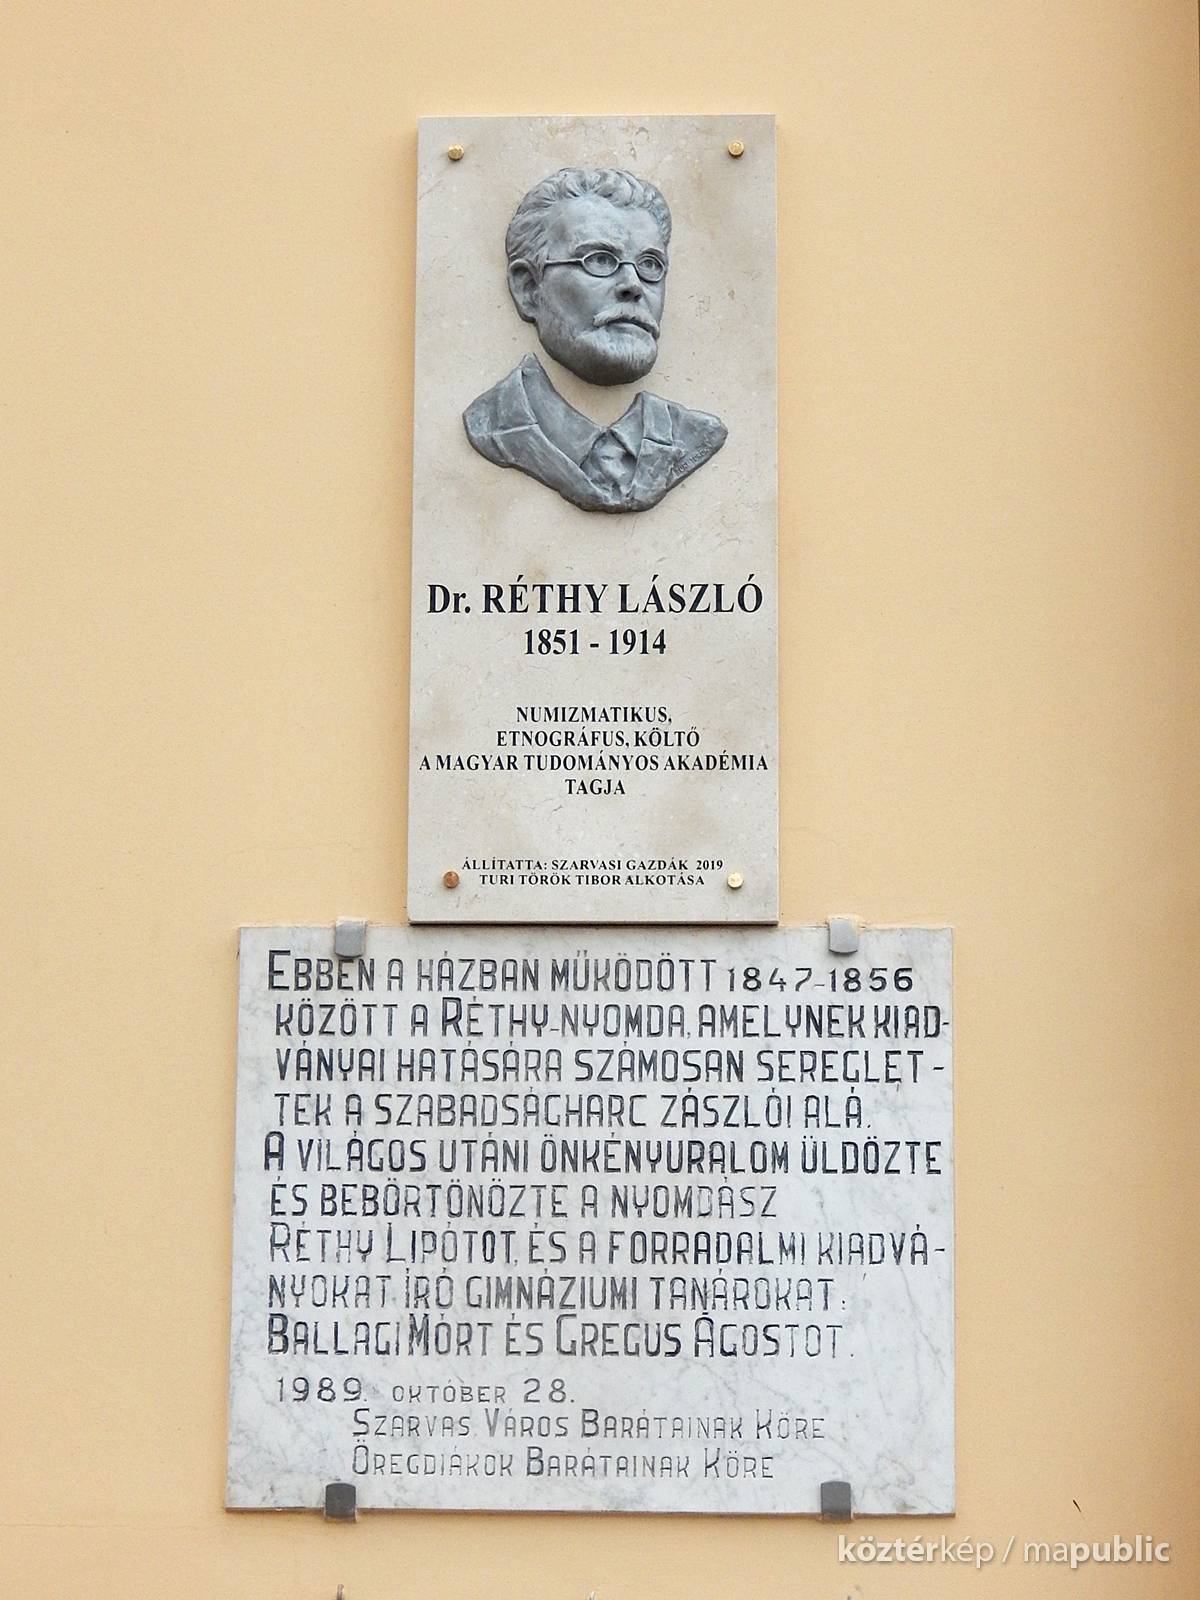 Dr. RÉTHY LÁSZLÓ
1851 - 1914
NUMIZMATIKUS,
ETNOGRÁFUS, KÖLTŐ
A MAGYAR TUDOMÁNYOS AKADÉMIA
TAGJA
ÁLLÍTATTA: SZARVASI GAZDÁK 2019
TURI TÖRÖK TIBOR ALKOTÁSA
EBBEN A HÁZBAN MŰKÖDÖTT 1847-1856
KÖZÖTT A RÉTHY-NYOMDA, AMELYNEK KIAD-
VÁNYAI HATÁSÁRA SZÁMOSAN SEREGLET-
TEK A SZABADSÁGHARC ZÁSZLÓI ALÁ.
A VILÁGOS UTÁNI ÖNKÉNYURALOM ÜLDÖZTE
ÉS BEBÖRTÖNÖZTE A NYOMDÁSZ
RÉTHY LIPÓTOT, ÉS A FORRADALMI KIADVÁ-
NYOKAT ÍRÓ GIMNÁZIUMI TANÁROKAT:
BALLAGI MÓRT ÉS GREGUS ÁGOSTOT.
1989. OKTÓBER 28.
SZARVAS VÁROS BARÁTAINAK KÖRE
ÖREGDIÁKOK BARÁTAINAK KÖRE
köztérkép / mapublic